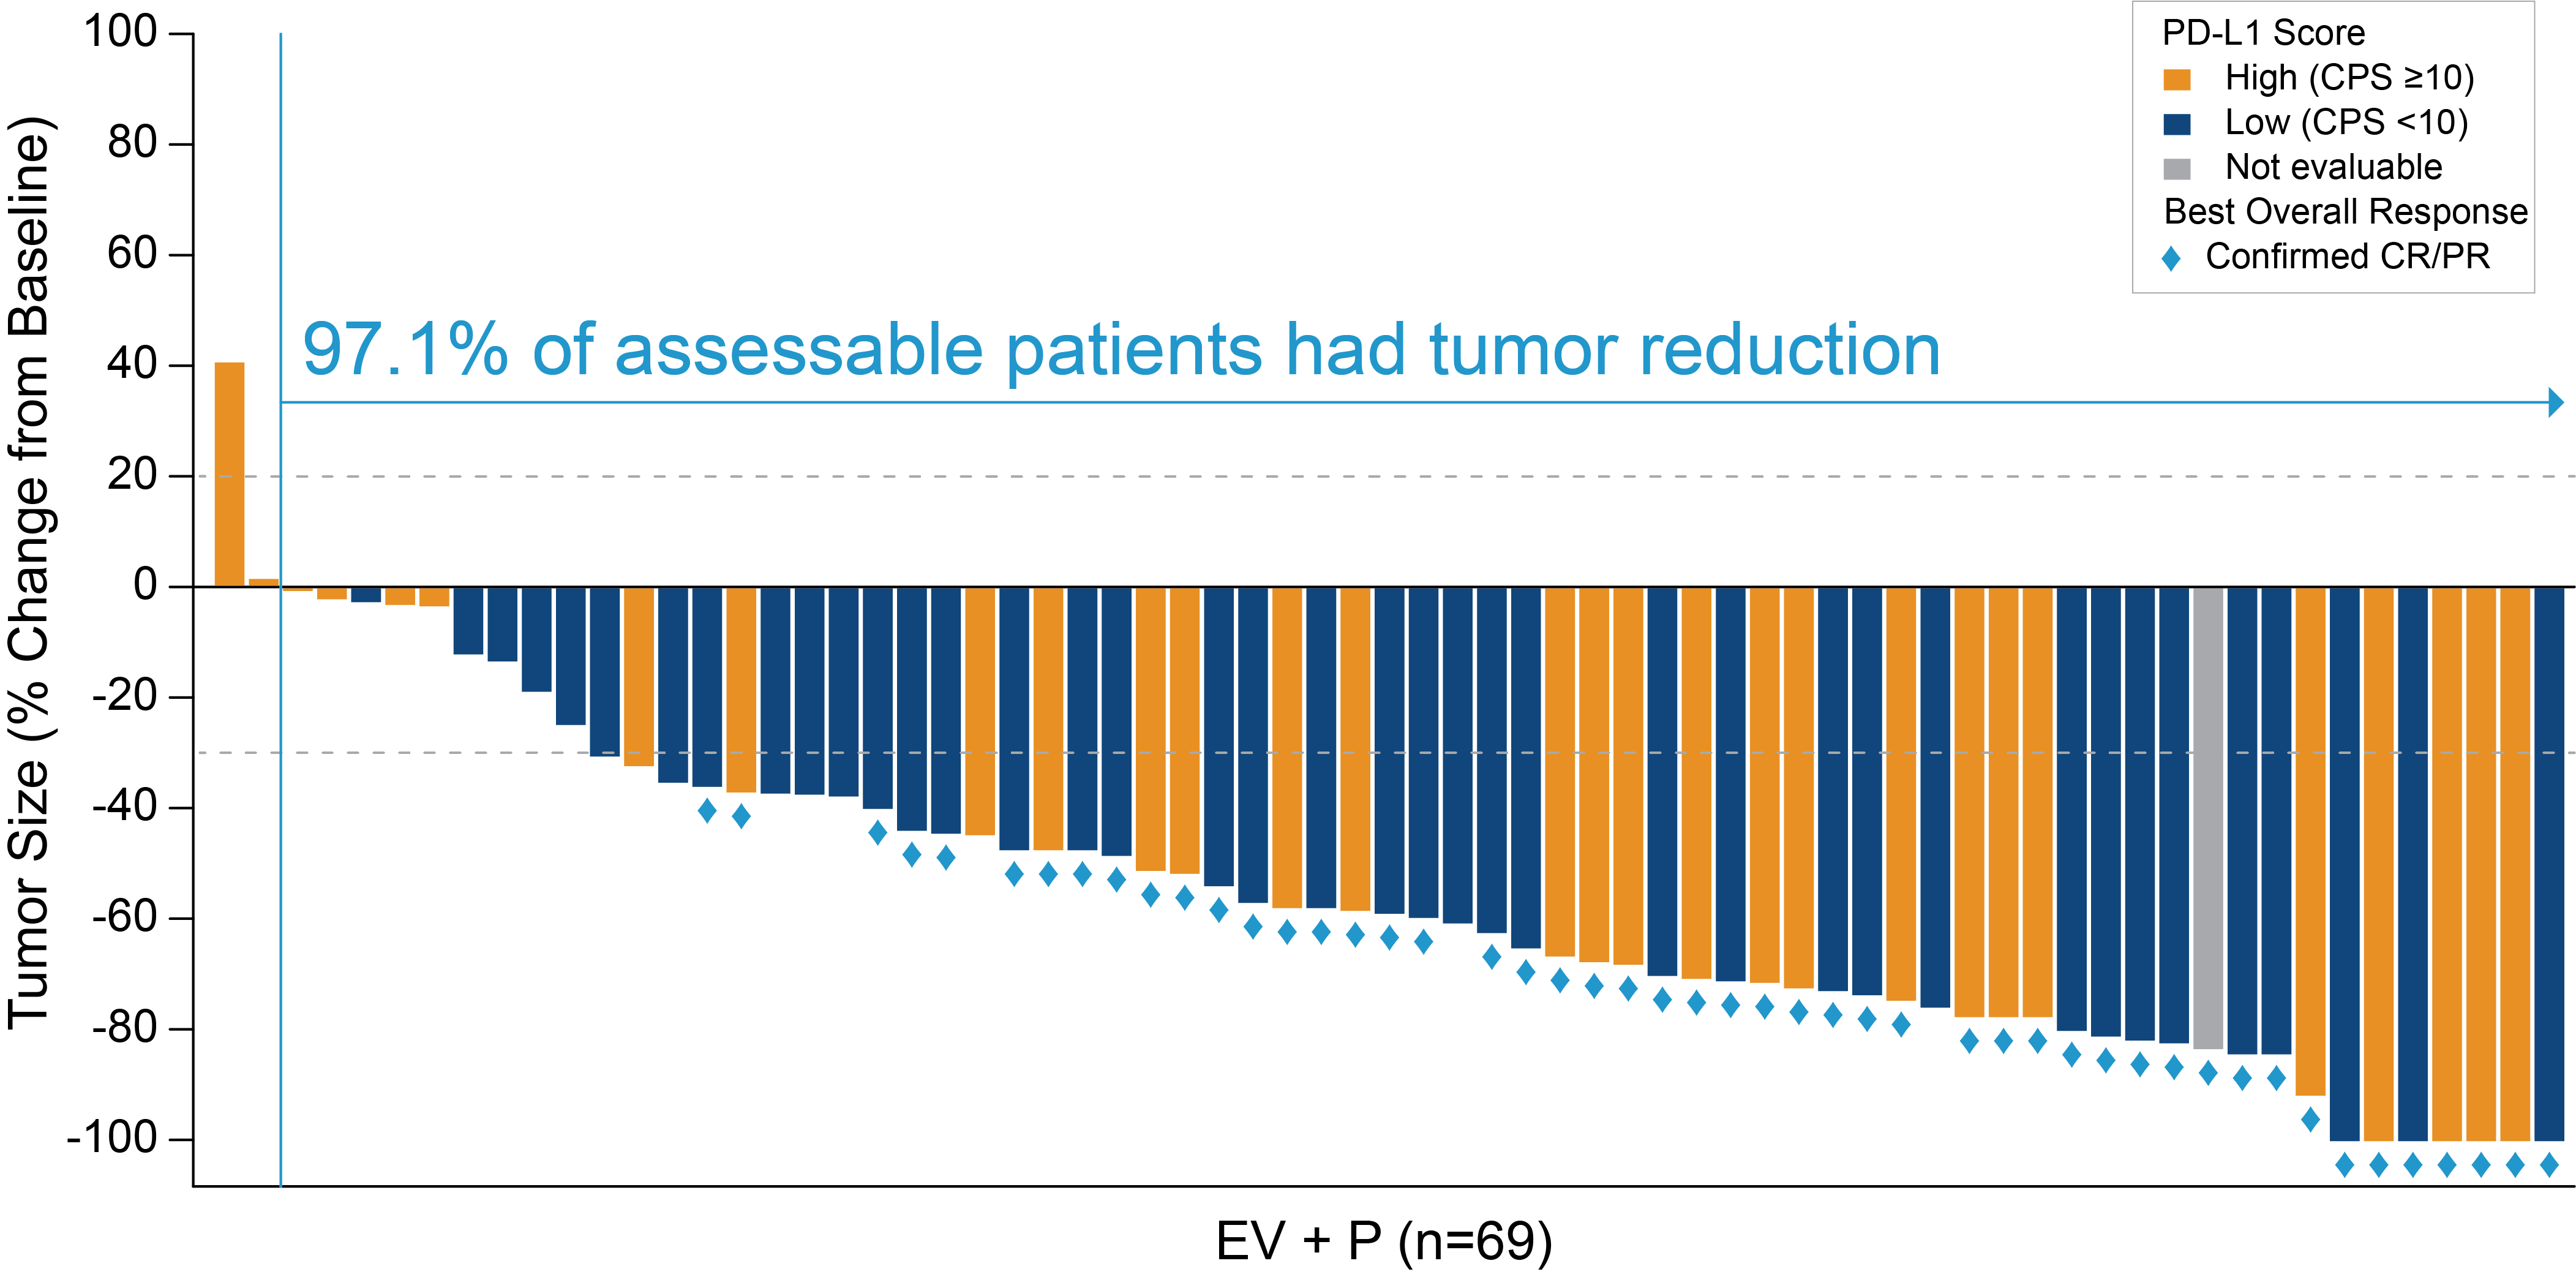 100
80
60
40
20
0
-20
-40
-60
-80
-100
Tumor Size (% Change from Baseline)
PD-L1 Score
High (CPS ≥10)
Low (CPS <10)
Not evaluable
Best Overall Response
Confirmed CR/PR
97.1% of assessable patients had tumor reduction
EV + P (n=69)